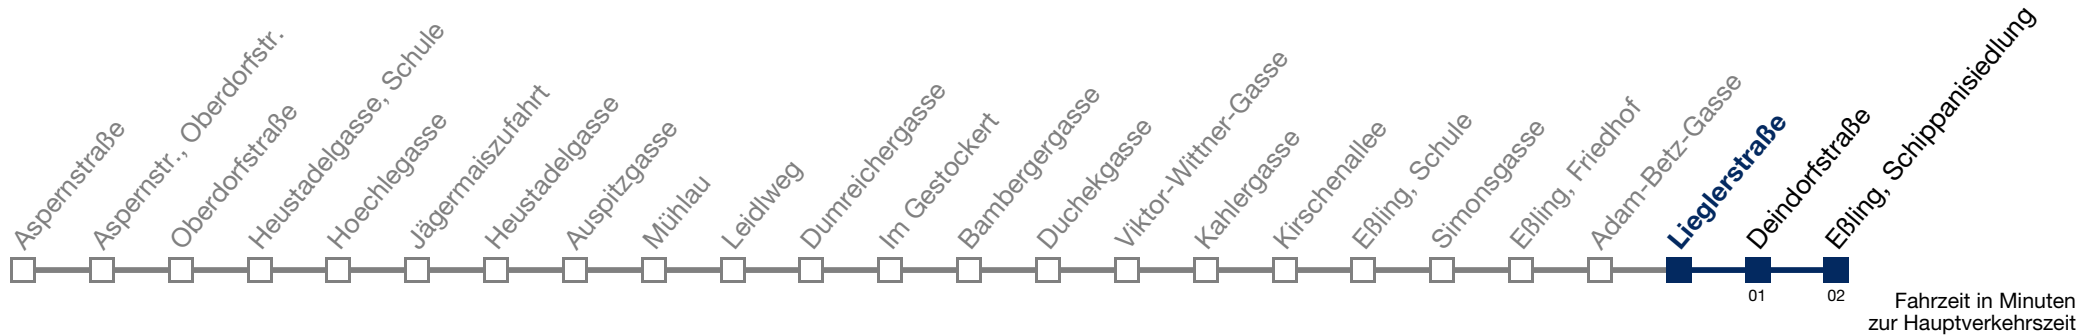 Aspernstraße
Aspernstr., Oberdorfstr.
Oberdorfstraße
Heustadelgasse, Schule
Hoechlegasse
Jägermaiszufahrt
Heustadelgasse
Auspitzgasse
Mühlau
Leidlweg
Dumreichergasse
Im Gestockert
Bambergergasse
Duchekgasse
Viktor-Wittner-Gasse
Kahlergasse
Kirschenallee
Eßling, Schule
Simonsgasse
Eßling, Friedhof
Adam-Betz-Gasse
Lieglerstraße
Deindorfstraße
Eßling, Schippanisiedlung
01
02
Fahrzeit in Minuten
zur Hauptverkehrszeit